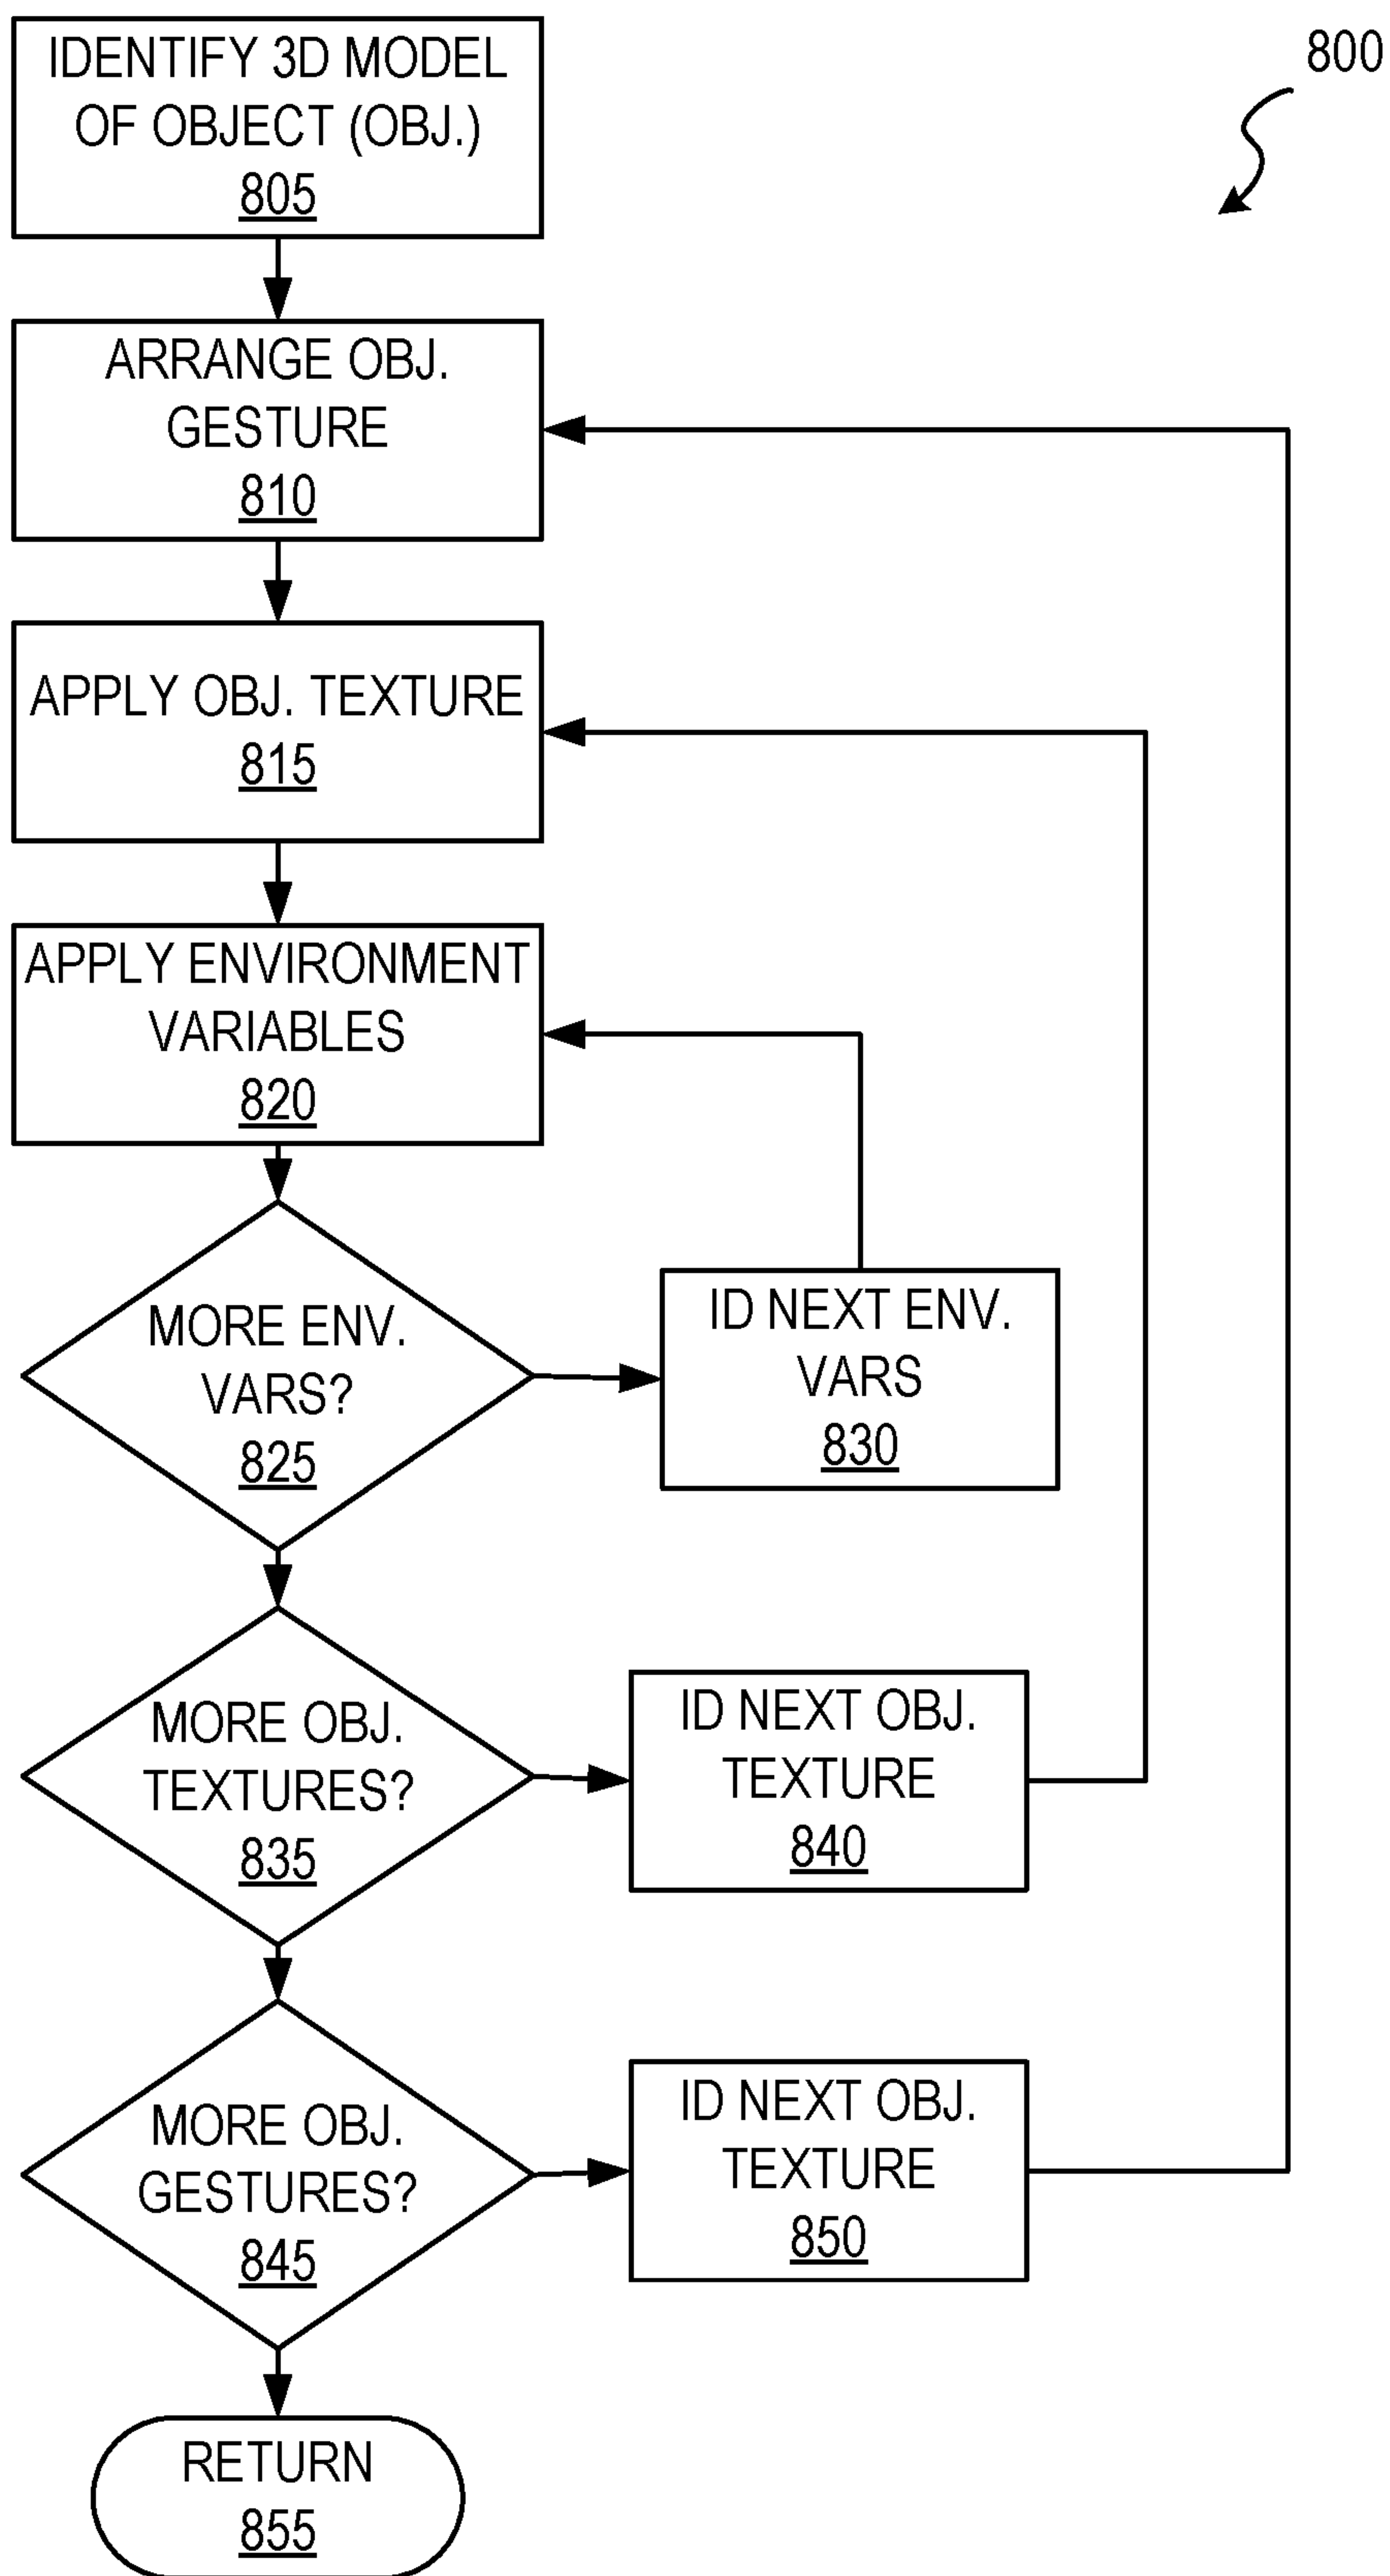 800
IDENTIFY 3D MODEL
OF OBJECT (OBJ.)
805
ARRANGE OBJ.
GESTURE
810
APPLY OBJ. TEXTURE
815
APPLY ENVIRONMENT
VARIABLES
820
MORE ENV.
VARS?
825
ID NEXT ENV.
VARS
830
MORE OBJ.
TEXTURES?
835
ID NEXT OBJ.
TEXTURE
840
MORE OBJ.
GESTURES?
845
ID NEXT OBJ.
TEXTURE
850
RETURN
855